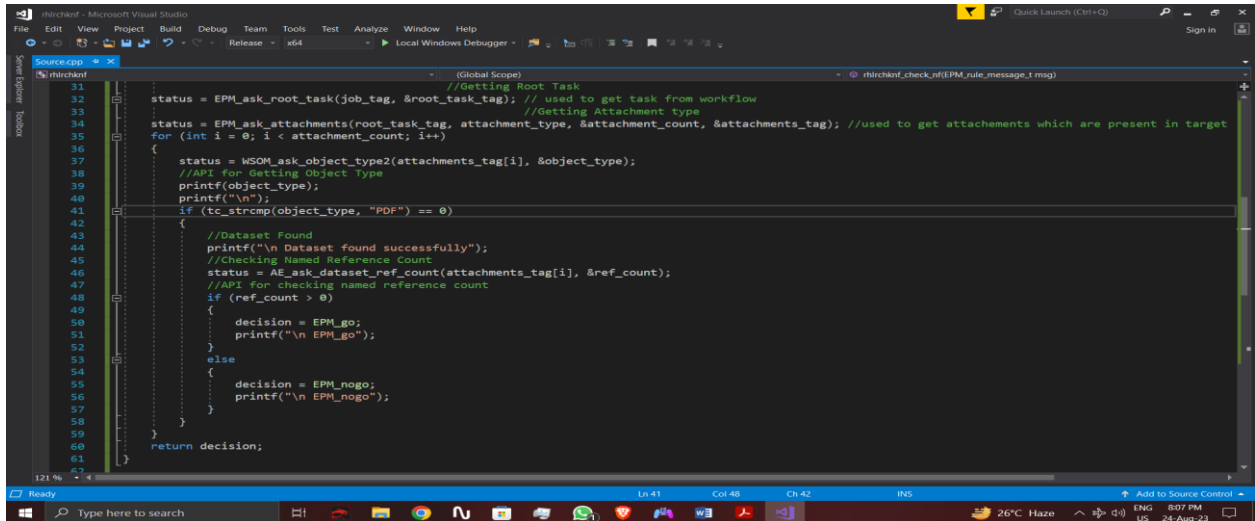 rhlrchknf - Microsoft Visual Studio
Quick Launch (Ctrl+Q)
File Edit View Project Build Debug Team Tools Test Analyze Window Help
Sign in
Release x64 Local Windows Debugger
Source.cpp
Server Explorer
Toolbox
rhlrchknf (Global Scope) rhlrchknf_check_nf(EPM_rule_message_t msg)
31 //Getting Root Task
32 status = EPM_ask_root_task(job_tag, &root_task_tag); // used to get task from workflow
33 //Getting Attachment type
34 status = EPM_ask_attachments(root_task_tag, attachment_type, &attachment_count, &attachments_tag); //used to get attachements which are present in target
35 for (int i = 0; i < attachment_count; i++)
36 {
37 status = WSOM_ask_object_type2(attachments_tag[i], &object_type);
38 //API for Getting Object Type
39 printf(object_type);
40 printf("\n");
41 if (tc_strcmp(object_type, "PDF") == 0)
42 {
43 //Dataset Found
44 printf("\n Dataset found successfully");
45 //Checking Named Reference Count
46 status = AE_ask_dataset_ref_count(attachments_tag[i], &ref_count);
47 //API for checking named reference count
48 if (ref_count > 0)
49 {
50 decision = EPM_go;
51 printf("\n EPM_go");
52 }
53 else
54 {
55 decision = EPM_nogo;
56 printf("\n EPM_nogo");
57 }
58 }
59 }
60 return decision;
61 }
62
121 %
Ready Ln 41 Col 48 Ch 42 INS Add to Source Control
Type here to search 26°C Haze ENG 8:07 PM
US 24-Aug-23